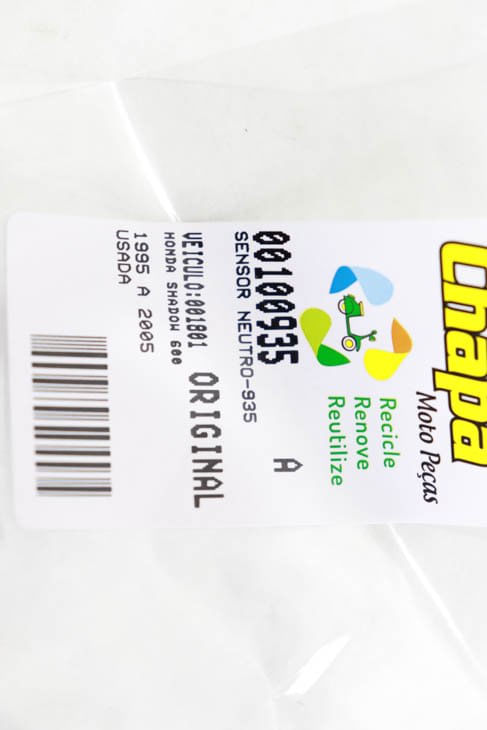 Chapa
Moto Peças
Recicle
Renove
Reutilize
00100935 A
SENSOR NEUTRO-935
VEICULO:001801 ORIGINAL
HONDA SHADOW 600
1995 A 2005
USADA